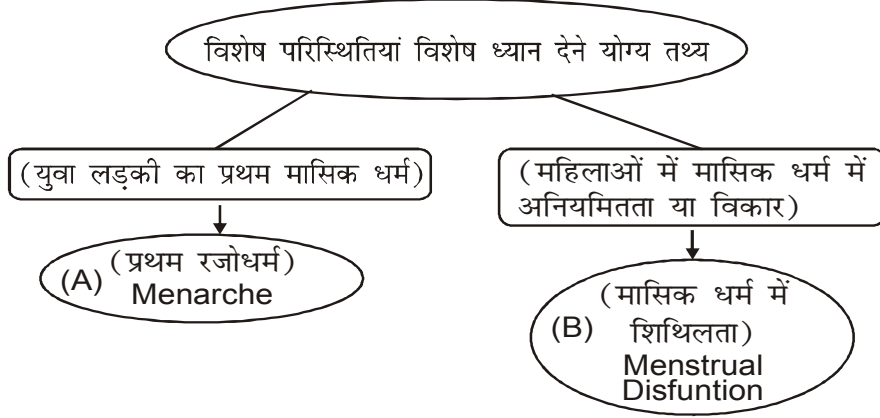 विशेष परिस्थितियां विशेष ध्यान देने योग्य तथ्य
(युवा लड़की का प्रथम मासिक धर्म)
(महिलाओं में मासिक धर्म में
अनियमितता या विकार)
(A) (प्रथम रजोधर्म)
Menarche
(मासिक धर्म में
(B) शिथिलता)
Menstrual
Disfuntion